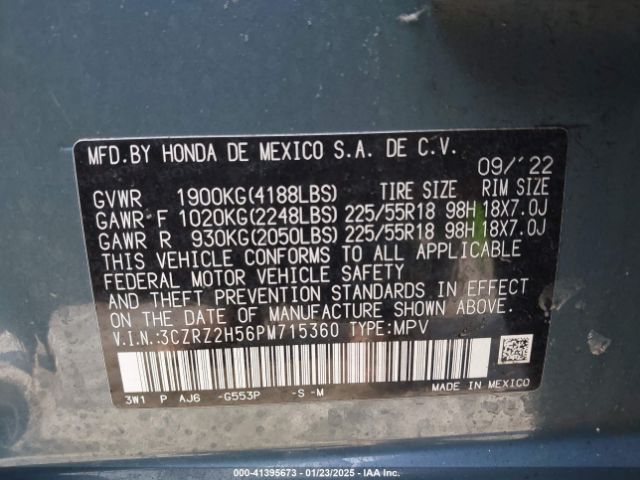 MFD.BY HONDA DE MEXICO S.A. DE C.V. 09/'22
GVWR 1900KG(4188LBS) TIRE SIZE RIM SIZE
GAWR F 1020KG(2248LBS) 225/55R18 98H 18X7.0J
GAWR R 930KG(2050LBS) 225/55R18 98H 18X7.0J
THIS VEHICLE CONFORMS TO ALL APPLICABLE
FEDERAL MOTOR VEHICLE SAFETY
AND THEFT PREVENTION STANDARDS IN EFFECT
ON THE DATE OF MANUFACTURE SHOWN ABOVE.
V.I.N.:3CZRZ2H56PM715360 TYPE:MPV
3W1 P AJ6 -G553P -S -M MADE IN MEXICO
000-41395673 - 01/23/2025 - IAA Inc.